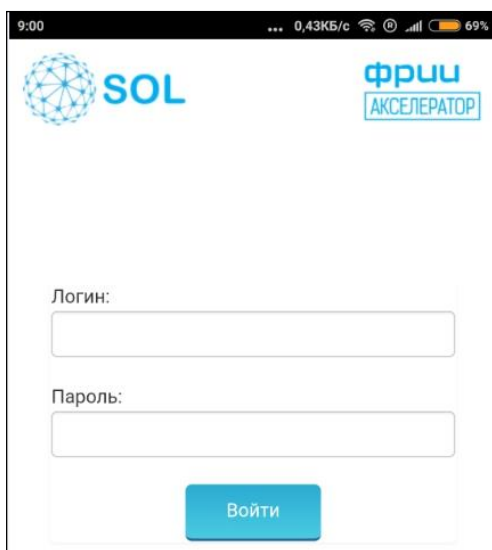 9:00 ... 0,43КБ/с ® 69%
SOL
фрии
АКСЕЛЕРАТОР
Логин:
Пароль:
Войти